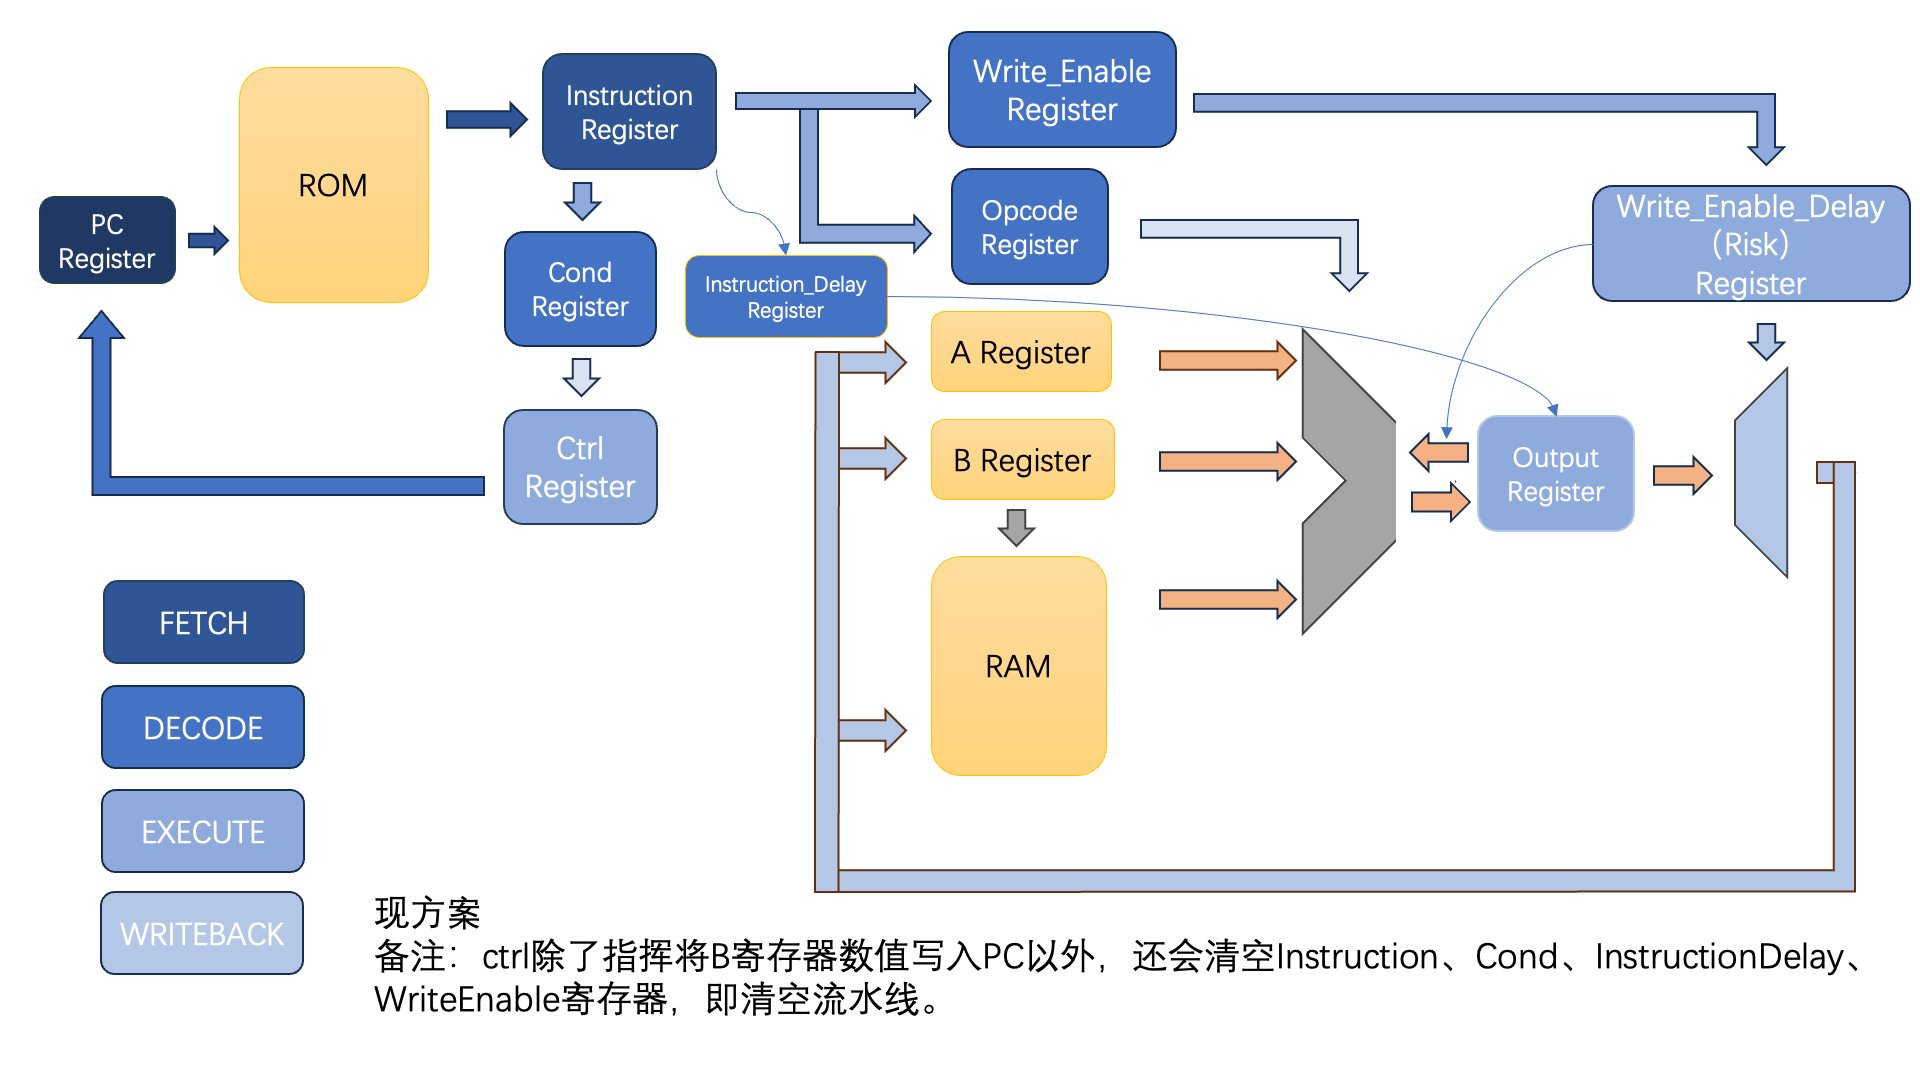 PC
Register
ROM
Instruction
Register
Write_Enable
Register
Opcode
Register
Cond
Register
Instruction_Delay
Register
Write_Enable_Delay
（Risk）
Register
A Register
B Register
Ctrl
Register
Output
Register
RAM
FETCH
DECODE
EXECUTE
WRITEBACK
现方案
备注：ctrl除了指挥将B寄存器数值写入PC以外，还会清空Instruction、Cond、InstructionDelay、
WriteEnable寄存器，即清空流水线。